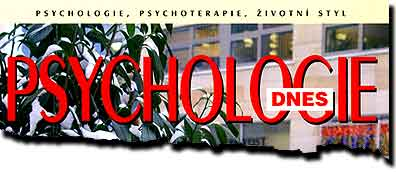 PSYCHOLOGIE, PSYCHOTERAPIE, ŽIVOTNÍ STYL
PSYCHOLOGIE
DNES